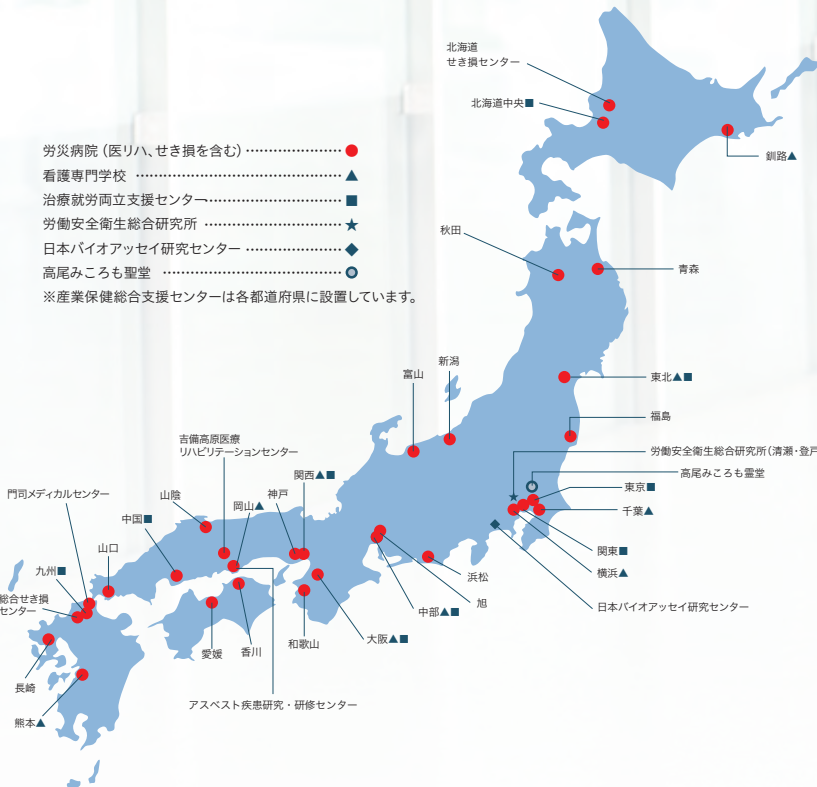 北海道
せき損センター
北海道中央■
釧路▲
労災病院（医リハ、せき損を含む）‥‥‥‥‥●
看護専門学校 ‥‥‥‥‥‥‥‥‥‥▲
治療就労両立支援センター‥‥‥‥‥‥‥■
労働安全衛生総合研究所 ‥‥‥‥‥‥‥★
日本バイオアッセイ研究センター ‥‥‥‥‥◆
高尾みころも聖堂 ‥‥‥‥‥‥‥‥‥◎
※産業保健総合支援センターは各都道府県に設置しています。
秋田
青森
新潟
富山
東北▲■
福島
吉備高原医療
リハビリテーションセンター
労働安全衛生総合研究所（清瀬・登戸
高尾みころも霊堂
関西▲■
東京■
門司メディカルセンター
山陰
岡山▲
神戸
千葉▲
中国■
山口
関東■
九州■
横浜▲
浜松
総合せき損
センター
旭
中部▲■
日本バイオアッセイ研究センター
大阪▲■
和歌山
愛媛
香川
長崎
アスベスト疾患研究・研修センター
熊本▲